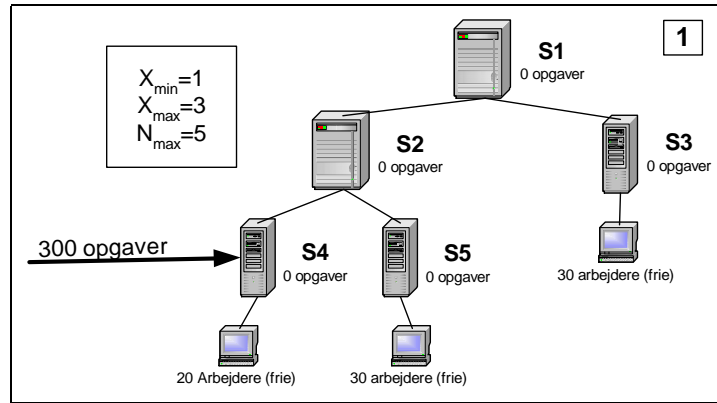 1
S1
0 opgaver
X_min=1
X_max=3
N_max=5
S2
0 opgaver
S3
0 opgaver
300 opgaver
S4
0 opgaver
S5
0 opgaver
30 arbejdere (frie)
20 Arbejdere (frie)
30 arbejdere (frie)